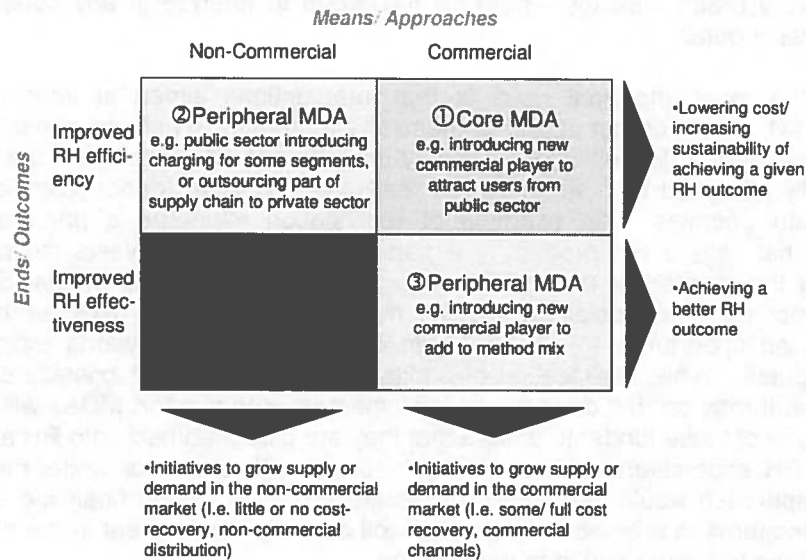 Means/ Approaches
Non-Commercial
Commercial
Ends/ Outcomes
Improved
RH effici-
ency
②Peripheral MDA
e.g. public sector introducing
charging for some segments,
or outsourcing part of
supply chain to private sector
①Core MDA
e.g. introducing new
commercial player to
attract users from
public sector
•Lowering cost/
increasing
sustainability of
achieving a given
RH outcome
Improved
RH effec-
tiveness
③Peripheral MDA
e.g. introducing new
commercial player to
add to method mix
•Achieving a
better RH
outcome
•Initiatives to grow supply or
demand in the non-commercial
market (I.e. little or no cost-
recovery, non-commercial
distribution)
•Initiatives to grow supply or
demand in the commercial
market (I.e. some/ full cost
recovery, commercial
channels)